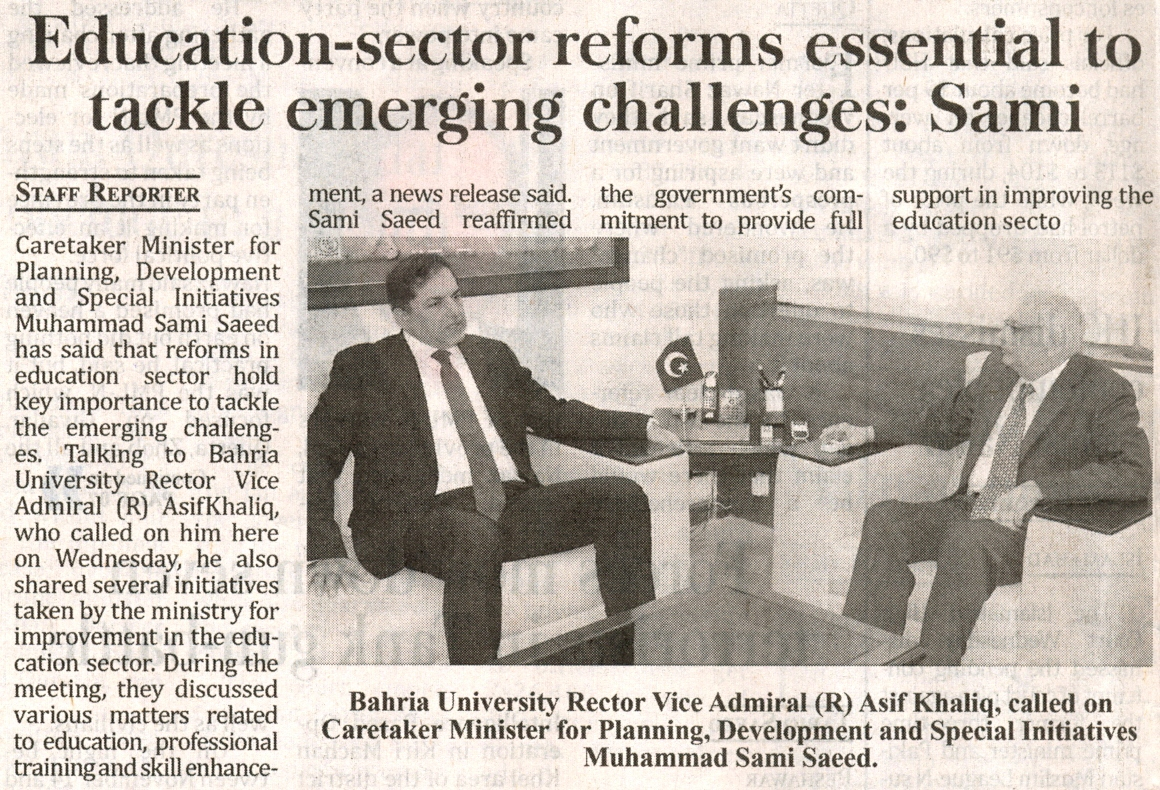 Education-sector reforms essential to
tackle emerging challenges: Sami
STAFF REPORTER
Caretaker Minister for
Planning, Development
and Special Initiatives
Muhammad Sami Saeed
has said that reforms in
education sector hold
key importance to tackle
the emerging challeng-
es. Talking to Bahria
University Rector Vice
Admiral (R) AsifKhaliq,
who called on him here
on Wednesday, he also
shared several initiatives
taken by the ministry for
improvement in the edu-
cation sector. During the
meeting, they discussed
various matters related
to education, professional
training and skill enhance-
ment, a news release said.
Sami Saeed reaffirmed
the government's com-
mitment to provide full
support in improving the
education secto
Bahria University Rector Vice Admiral (R) Asif Khaliq, called on
Caretaker Minister for Planning, Development and Special Initiatives
Muhammad Sami Saeed.